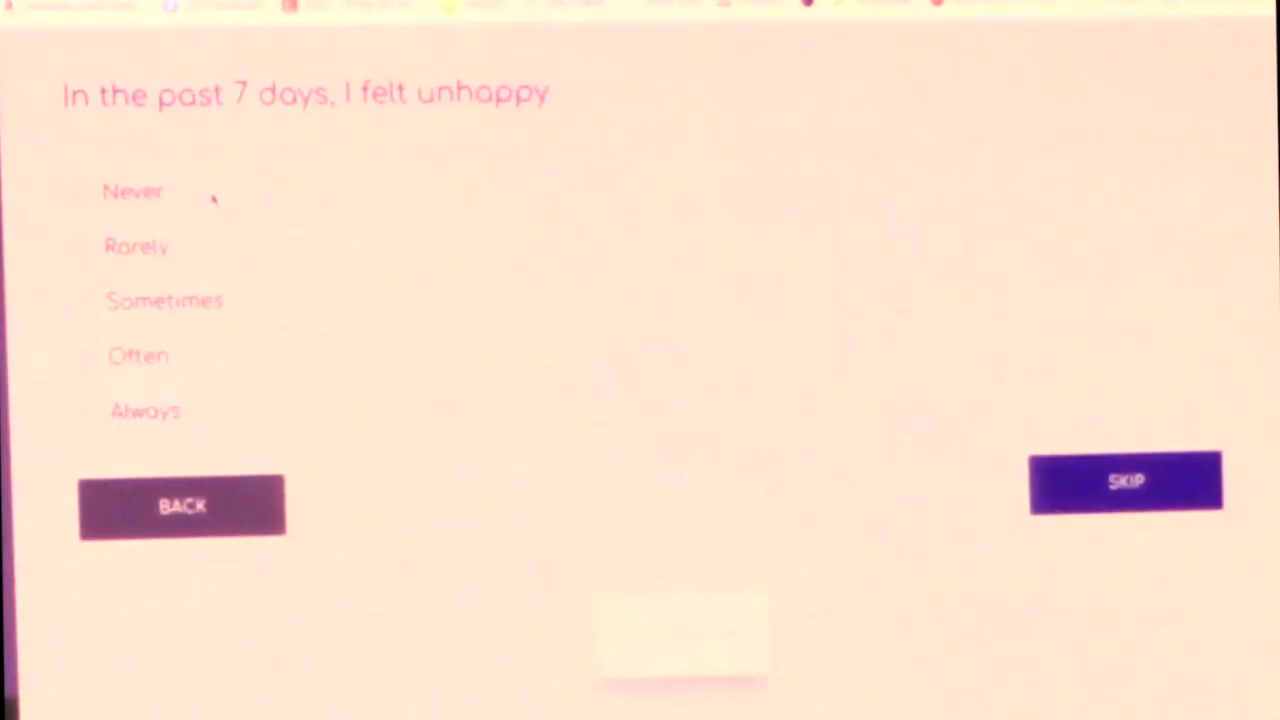 In the past 7 days, I felt unhappy
Never
Rarely
Sometimes
Often
Always
BACK
SKIP